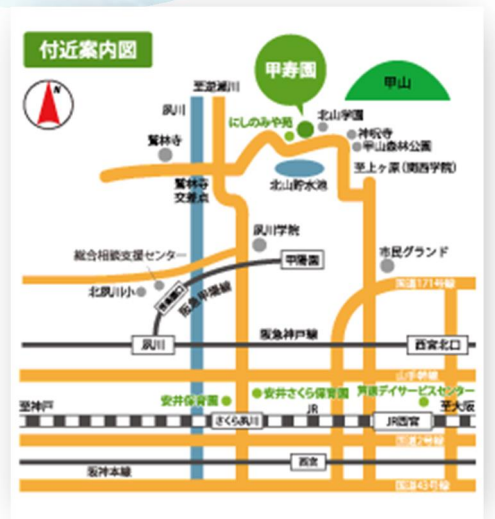 付近案内図
N
至逆瀬川
甲寿園
甲山
夙川
にしのみや苑
北山学園
神呪寺
甲山森林公園
鷲林寺
至上ヶ原(関西学院)
北山貯水池
鷲林寺
交差点
夙川学院
総合相談支援センター
甲陽園
市民グランド
北夙川小
阪急甲陽線
国道171号線
阪急神戸線
夙川
西宮北口
山手幹線
安井保育園
安井さくら保育園
芦原デイサービスセンター
至神戸
JR
至大阪
さくら夙川
JR西宮
国道2号線
西宮
阪神本線
国道43号線